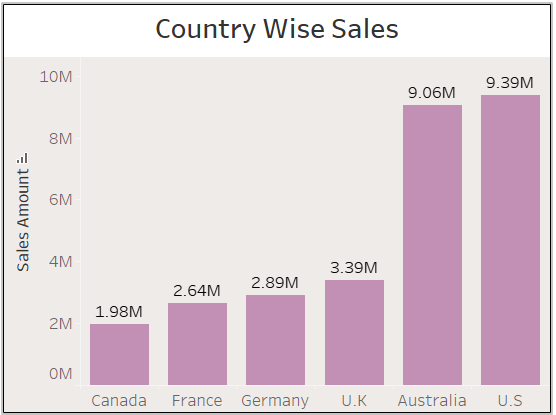 Country Wise Sales
Sales Amount
10M
8M
6M
4M
2M
0M
1.98M
2.64M
2.89M
3.39M
9.06M
9.39M
Canada France Germany U.K Australia U.S